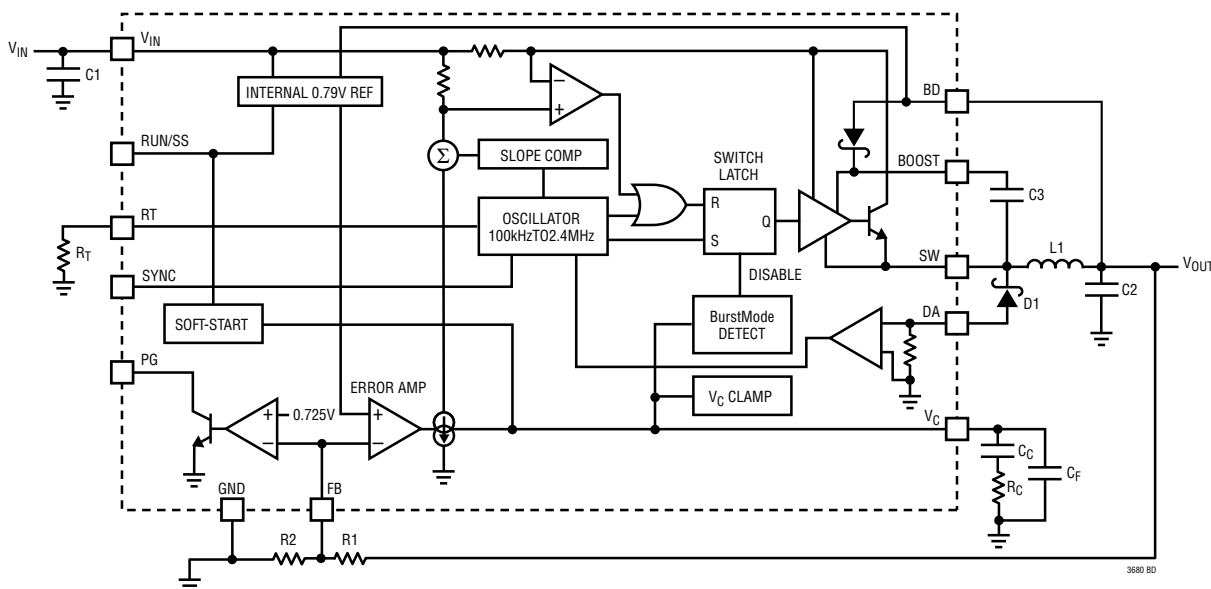 VIN
VIN
C1
INTERNAL 0.79V REF
−
+
BD
RUN/SS
Σ
SLOPE COMP
SWITCH
LATCH
BOOST
C3
RT
OSCILLATOR
100kHzTO2.4MHz
R
Q
S
RT
SYNC
DISABLE
SW
L1
VOUT
C2
D1
SOFT-START
BurstMode
DETECT
DA
PG
ERROR AMP
VC CLAMP
+
0.725V
−
+
−
VC
CC
RC
CF
GND
FB
R2
R1
3680 BD